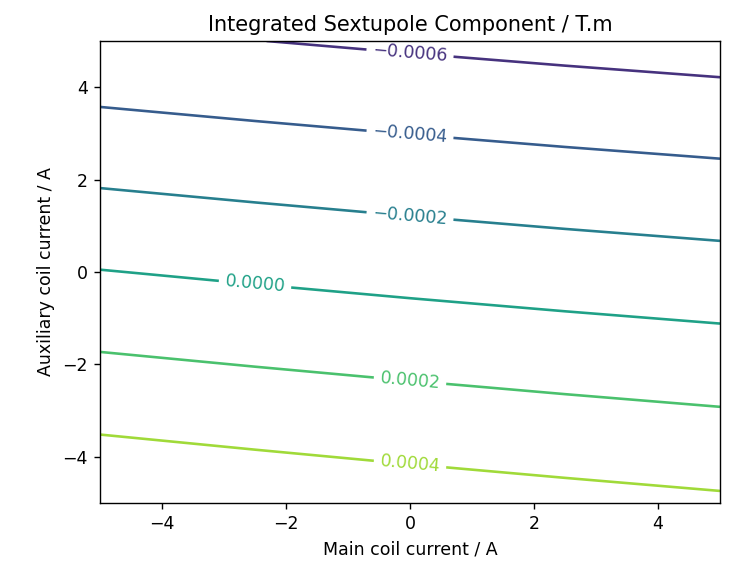 Integrated Sextupole Component / T.m
−0.0006
4
−0.0004
2
−0.0002
0
0.0000
−2
0.0002
−4
0.0004
Auxiliary coil current / A
−4 −2 0 2 4
Main coil current / A